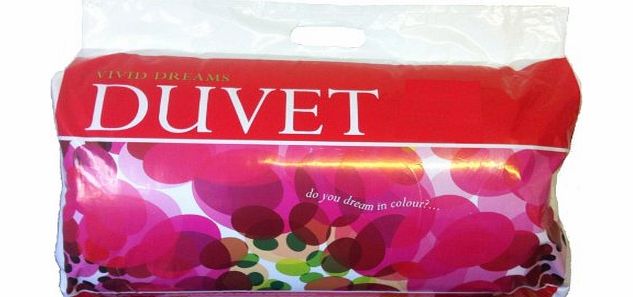 VIVID DREAMS
DUVET
do you dream in colour?...